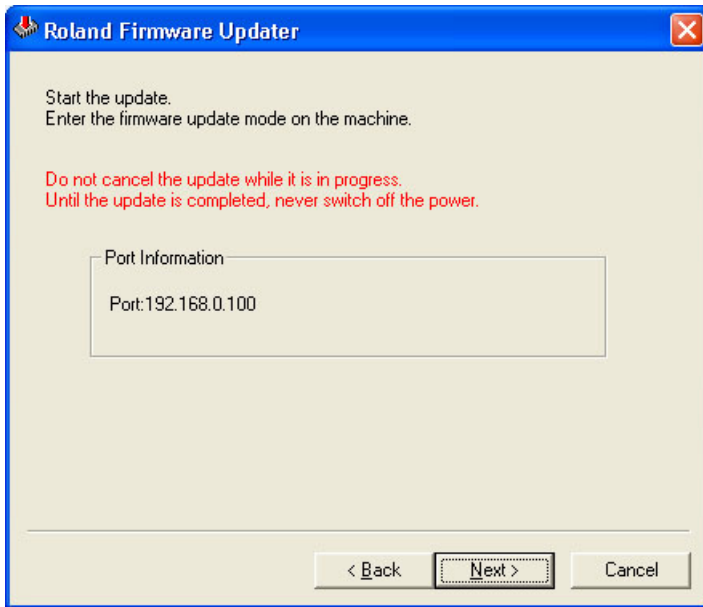 Roland Firmware Updater
Start the update.
Enter the firmware update mode on the machine.
Do not cancel the update while it is in progress.
Until the update is completed, never switch off the power.
Port Information
Port:192.168.0.100
< Back
Next >
Cancel